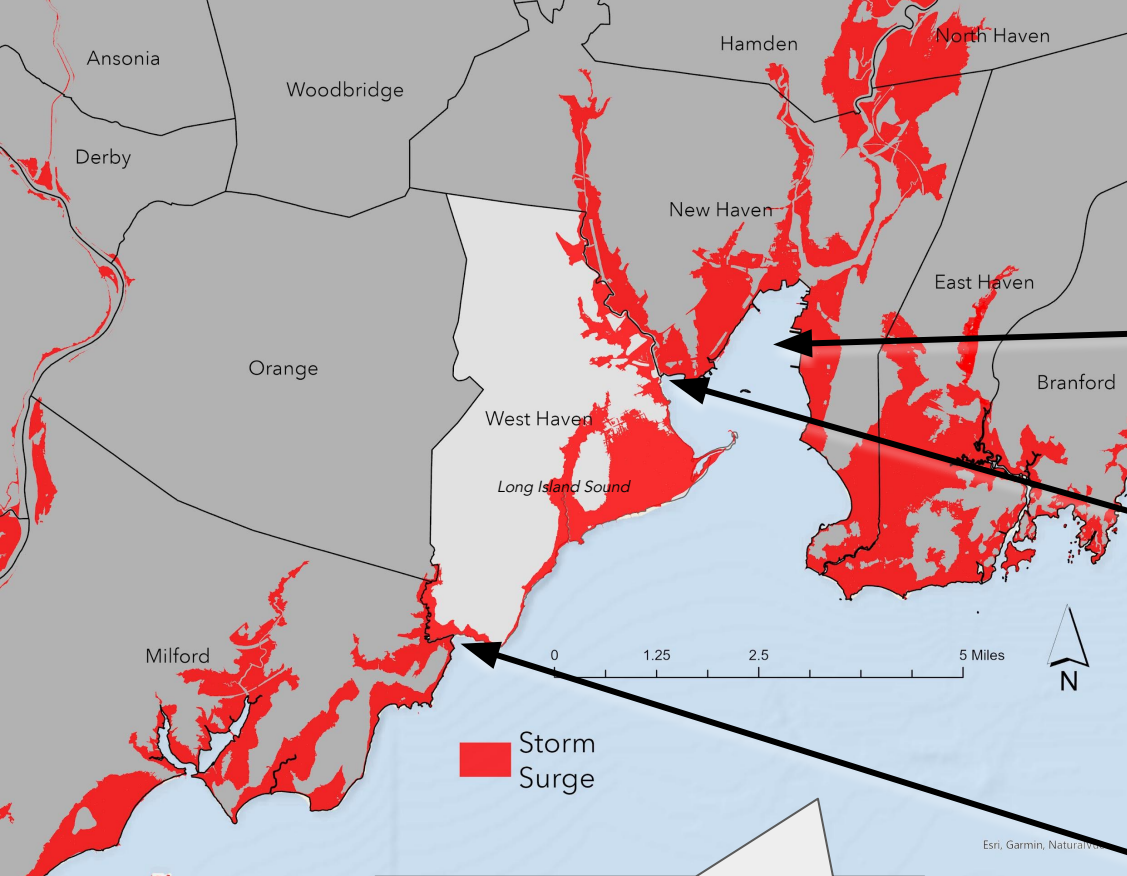 North Haven
Hamden
Ansonia
Woodbridge
Derby
New Haven
East Haven
Orange
Branford
West Haven
Long Island Sound
Milford
0 1.25 2.5 5 Miles
N
Storm
Surge
Esri, Garmin,